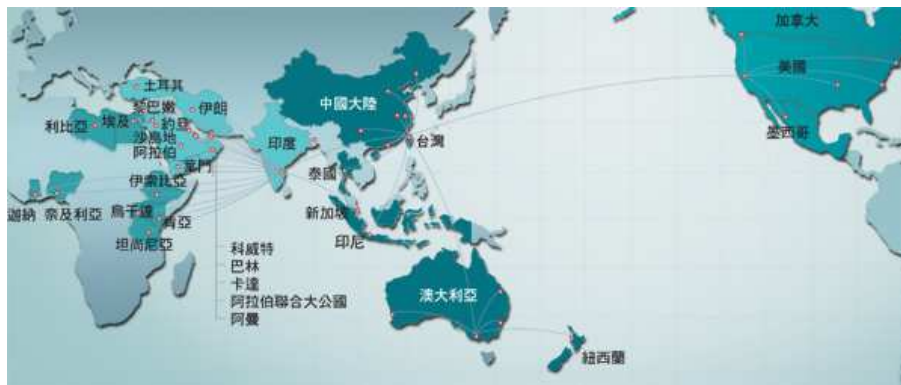 加拿大
美國
墨西哥
土耳其
黎巴嫩
伊朗
利比亞
埃及
約旦
沙烏地
阿拉伯
葉門
印度
中國大陸
台灣
泰國
新加坡
印尼
衣索比亞
迦納
奈及利亞
烏干達
肯亞
坦尚尼亞
科威特
巴林
卡達
阿拉伯聯合大公國
阿曼
澳大利亞
紐西蘭